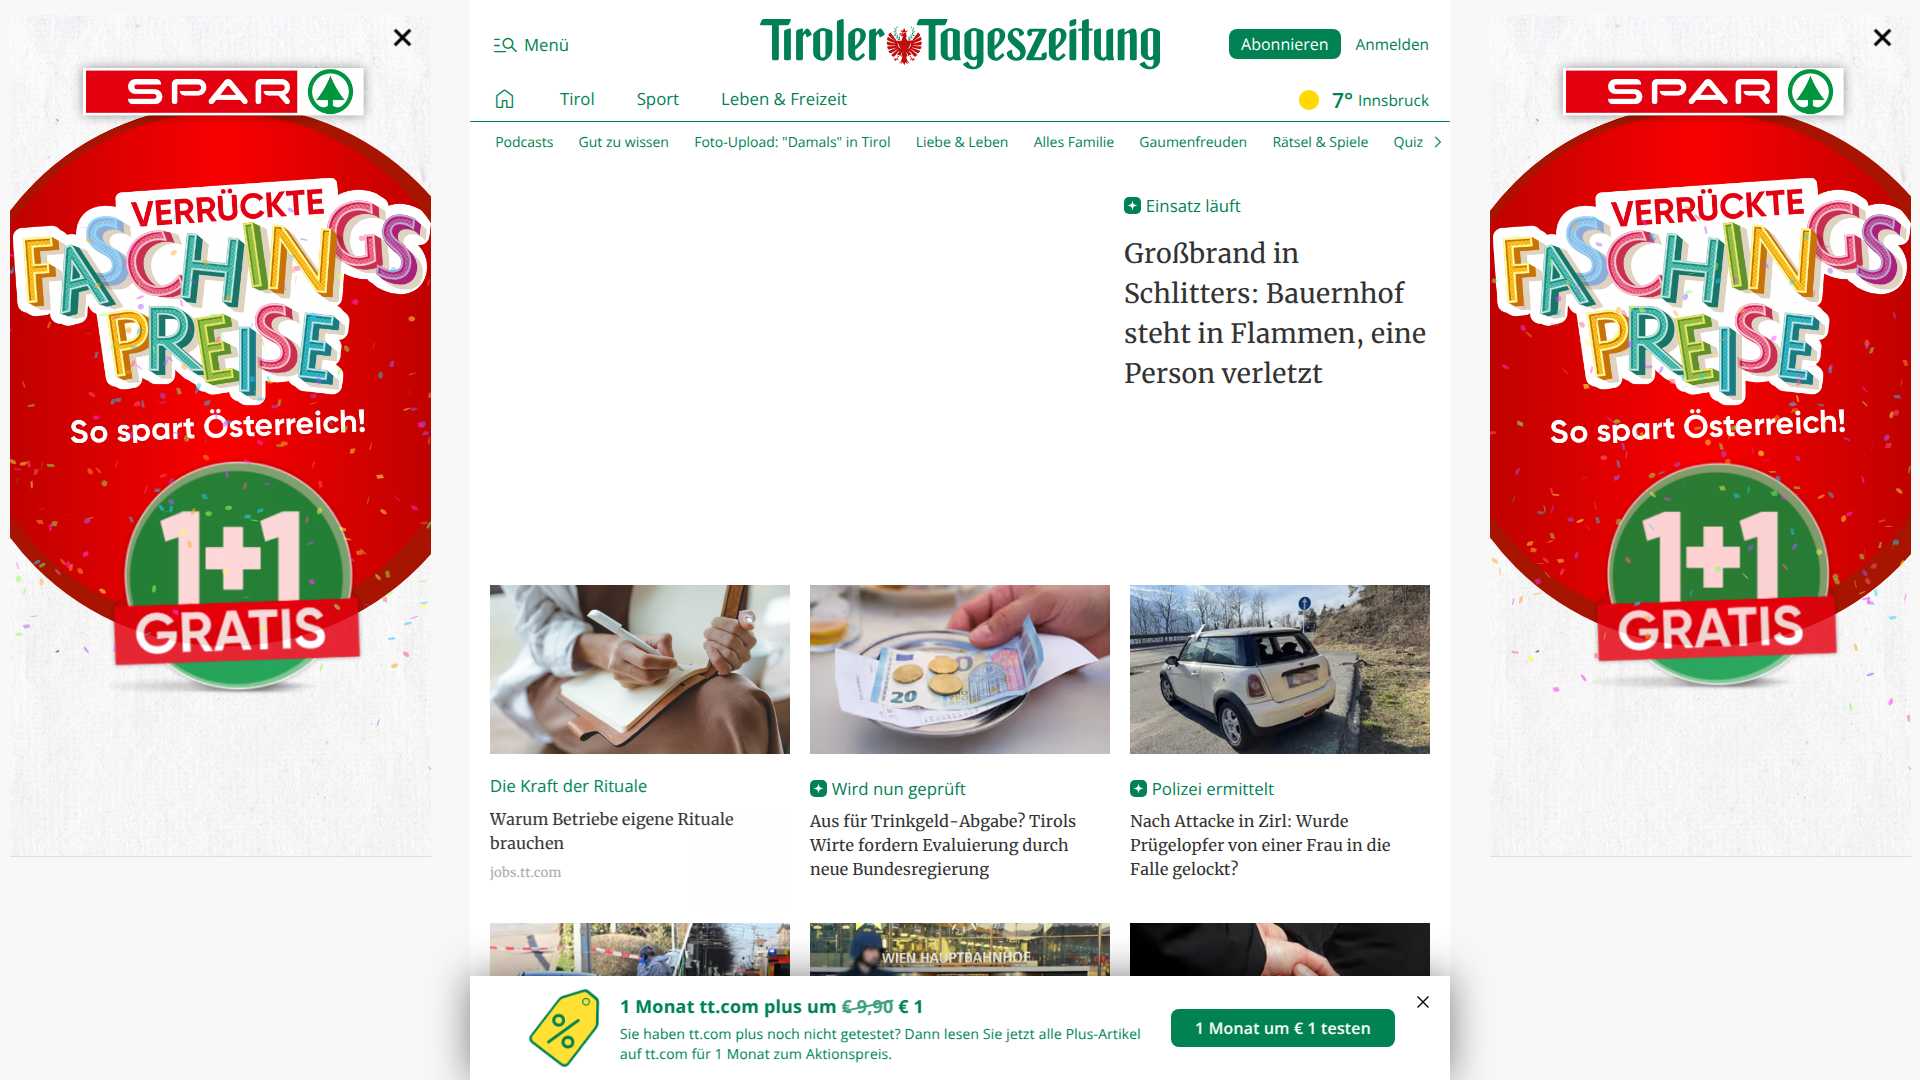 SPAR
VERRÜCKTE
FASCHINGS
PREISE
So spart Österreich!
1+1
GRATIS
Menü
Tiroler Tageszeitung
Abonnieren
Anmelden
Tirol
Sport
Leben & Freizeit
7° Innsbruck
Podcasts
Gut zu wissen
Foto-Upload: "Damals" in Tirol
Liebe & Leben
Alles Familie
Gaumenfreuden
Rätsel & Spiele
Quiz
Einsatz läuft
Großbrand in
Schlitters: Bauernhof
steht in Flammen, eine
Person verletzt
20
Die Kraft der Rituale
Warum Betriebe eigene Rituale
brauchen
jobs.tt.com
Wird nun geprüft
Aus für Trinkgeld-Abgabe? Tirols
Wirte fordern Evaluierung durch
neue Bundesregierung
Polizei ermittelt
Nach Attacke in Zirl: Wurde
Prügelopfer von einer Frau in die
Falle gelockt?
WIEN HAUPTBAHNHOF
1 Monat tt.com plus um € 9,90 € 1
Sie haben tt.com plus noch nicht getestet? Dann lesen Sie jetzt alle Plus-Artikel
auf tt.com für 1 Monat zum Aktionspreis.
1 Monat um € 1 testen
SPAR
VERRÜCKTE
FASCHINGS
PREISE
So spart Österreich!
1+1
GRATIS